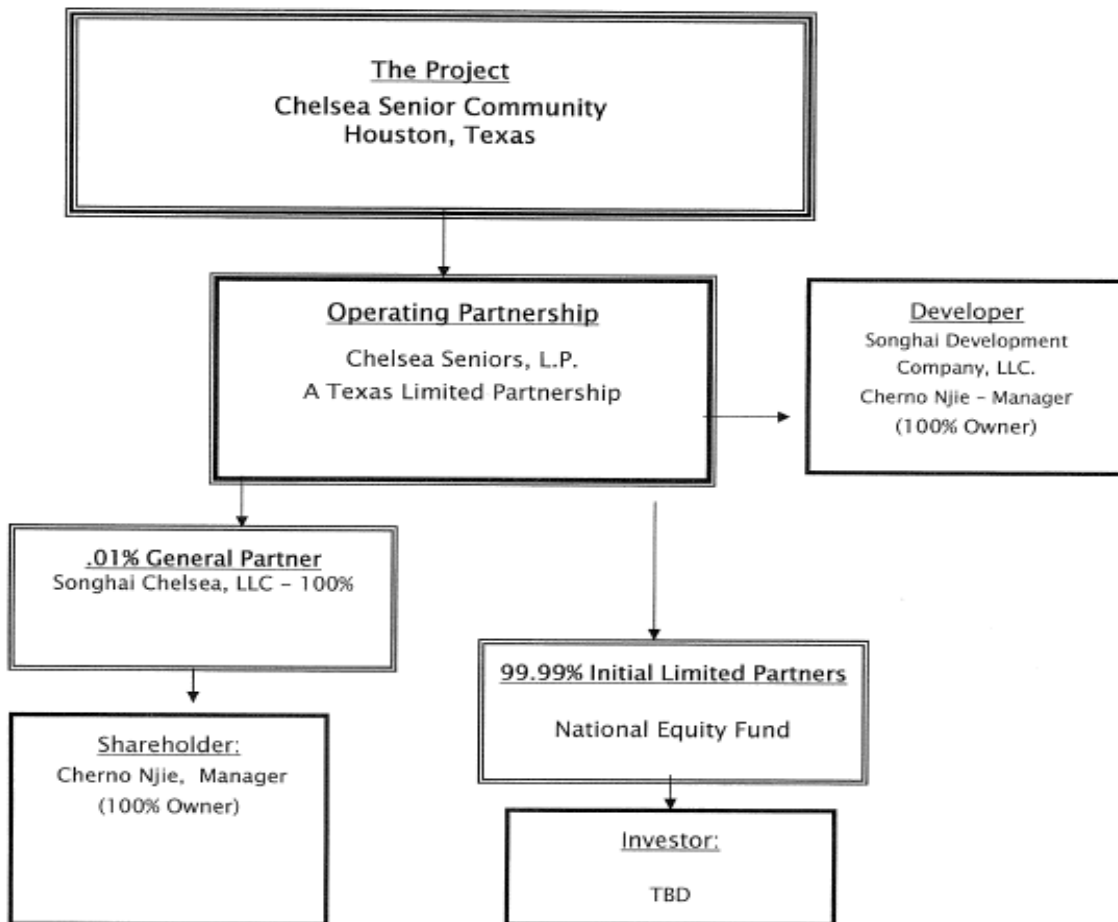 The Project
Chelsea Senior Community
Houston, Texas
Operating Partnership
Chelsea Seniors, L.P.
A Texas Limited Partnership
Developer
Songhai Development
Company, LLC.
Cherno Njie – Manager
(100% Owner)
.01% General Partner
Songhai Chelsea, LLC – 100%
99.99% Initial Limited Partners
National Equity Fund
Shareholder:
Cherno Njie, Manager
(100% Owner)
Investor:
TBD